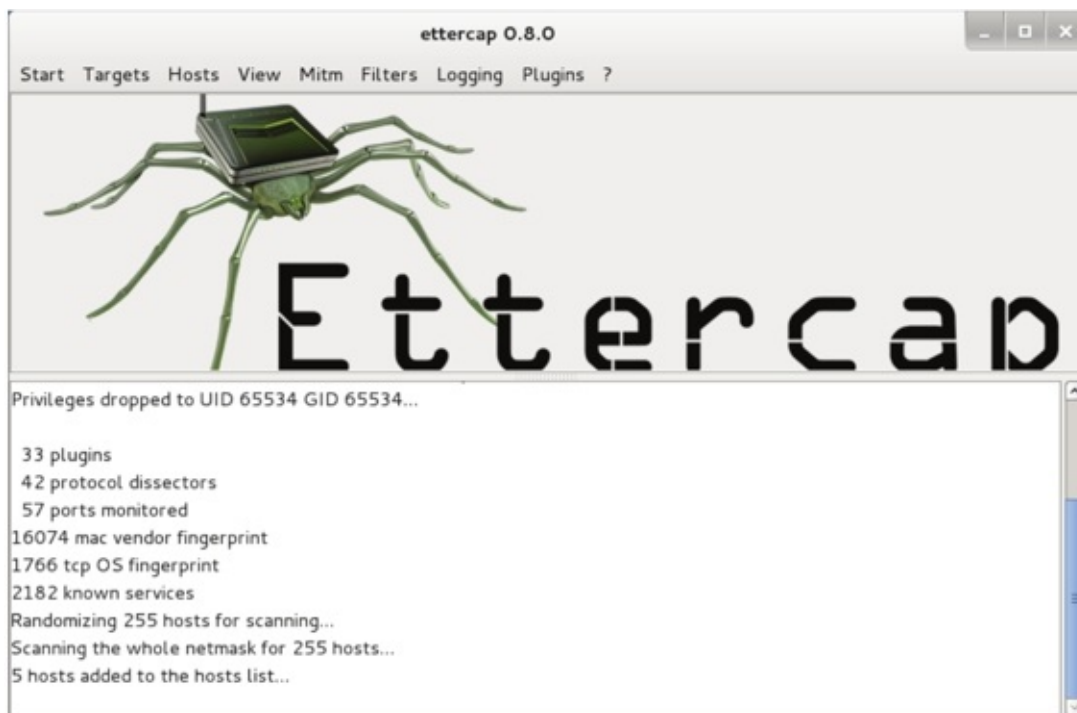 ettercap 0.8.0
Start Targets Hosts View Mitm Filters Logging Plugins ?
Ettercap
Privileges dropped to UID 65534 GID 65534...
33 plugins
42 protocol dissectors
57 ports monitored
16074 mac vendor fingerprint
1766 tcp OS fingerprint
2182 known services
Randomizing 255 hosts for scanning...
Scanning the whole netmask for 255 hosts...
5 hosts added to the hosts list...